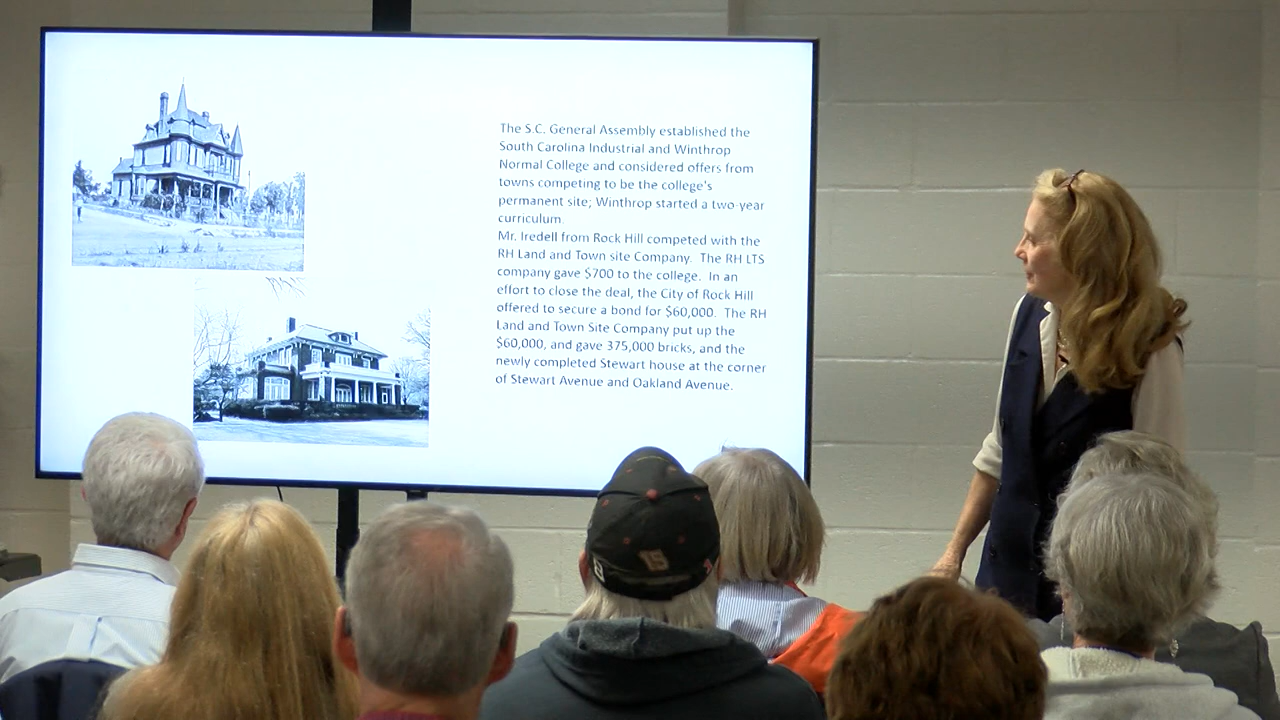 The S.C. General Assembly established the
South Carolina Industrial and Winthrop
Normal College and considered offers from
towns competing to be the college's
permanent site; Winthrop started a two-year
curriculum.
Mr. Iredell from Rock Hill competed with the
RH Land and Town site Company. The RH LTS
company gave $700 to the college. In an
effort to close the deal, the City of Rock Hill
offered to secure a bond for $60,000. The RH
Land and Town Site Company put up the
$60,000, and gave 375,000 bricks, and the
newly completed Stewart house at the corner
of Stewart Avenue and Oakland Avenue.